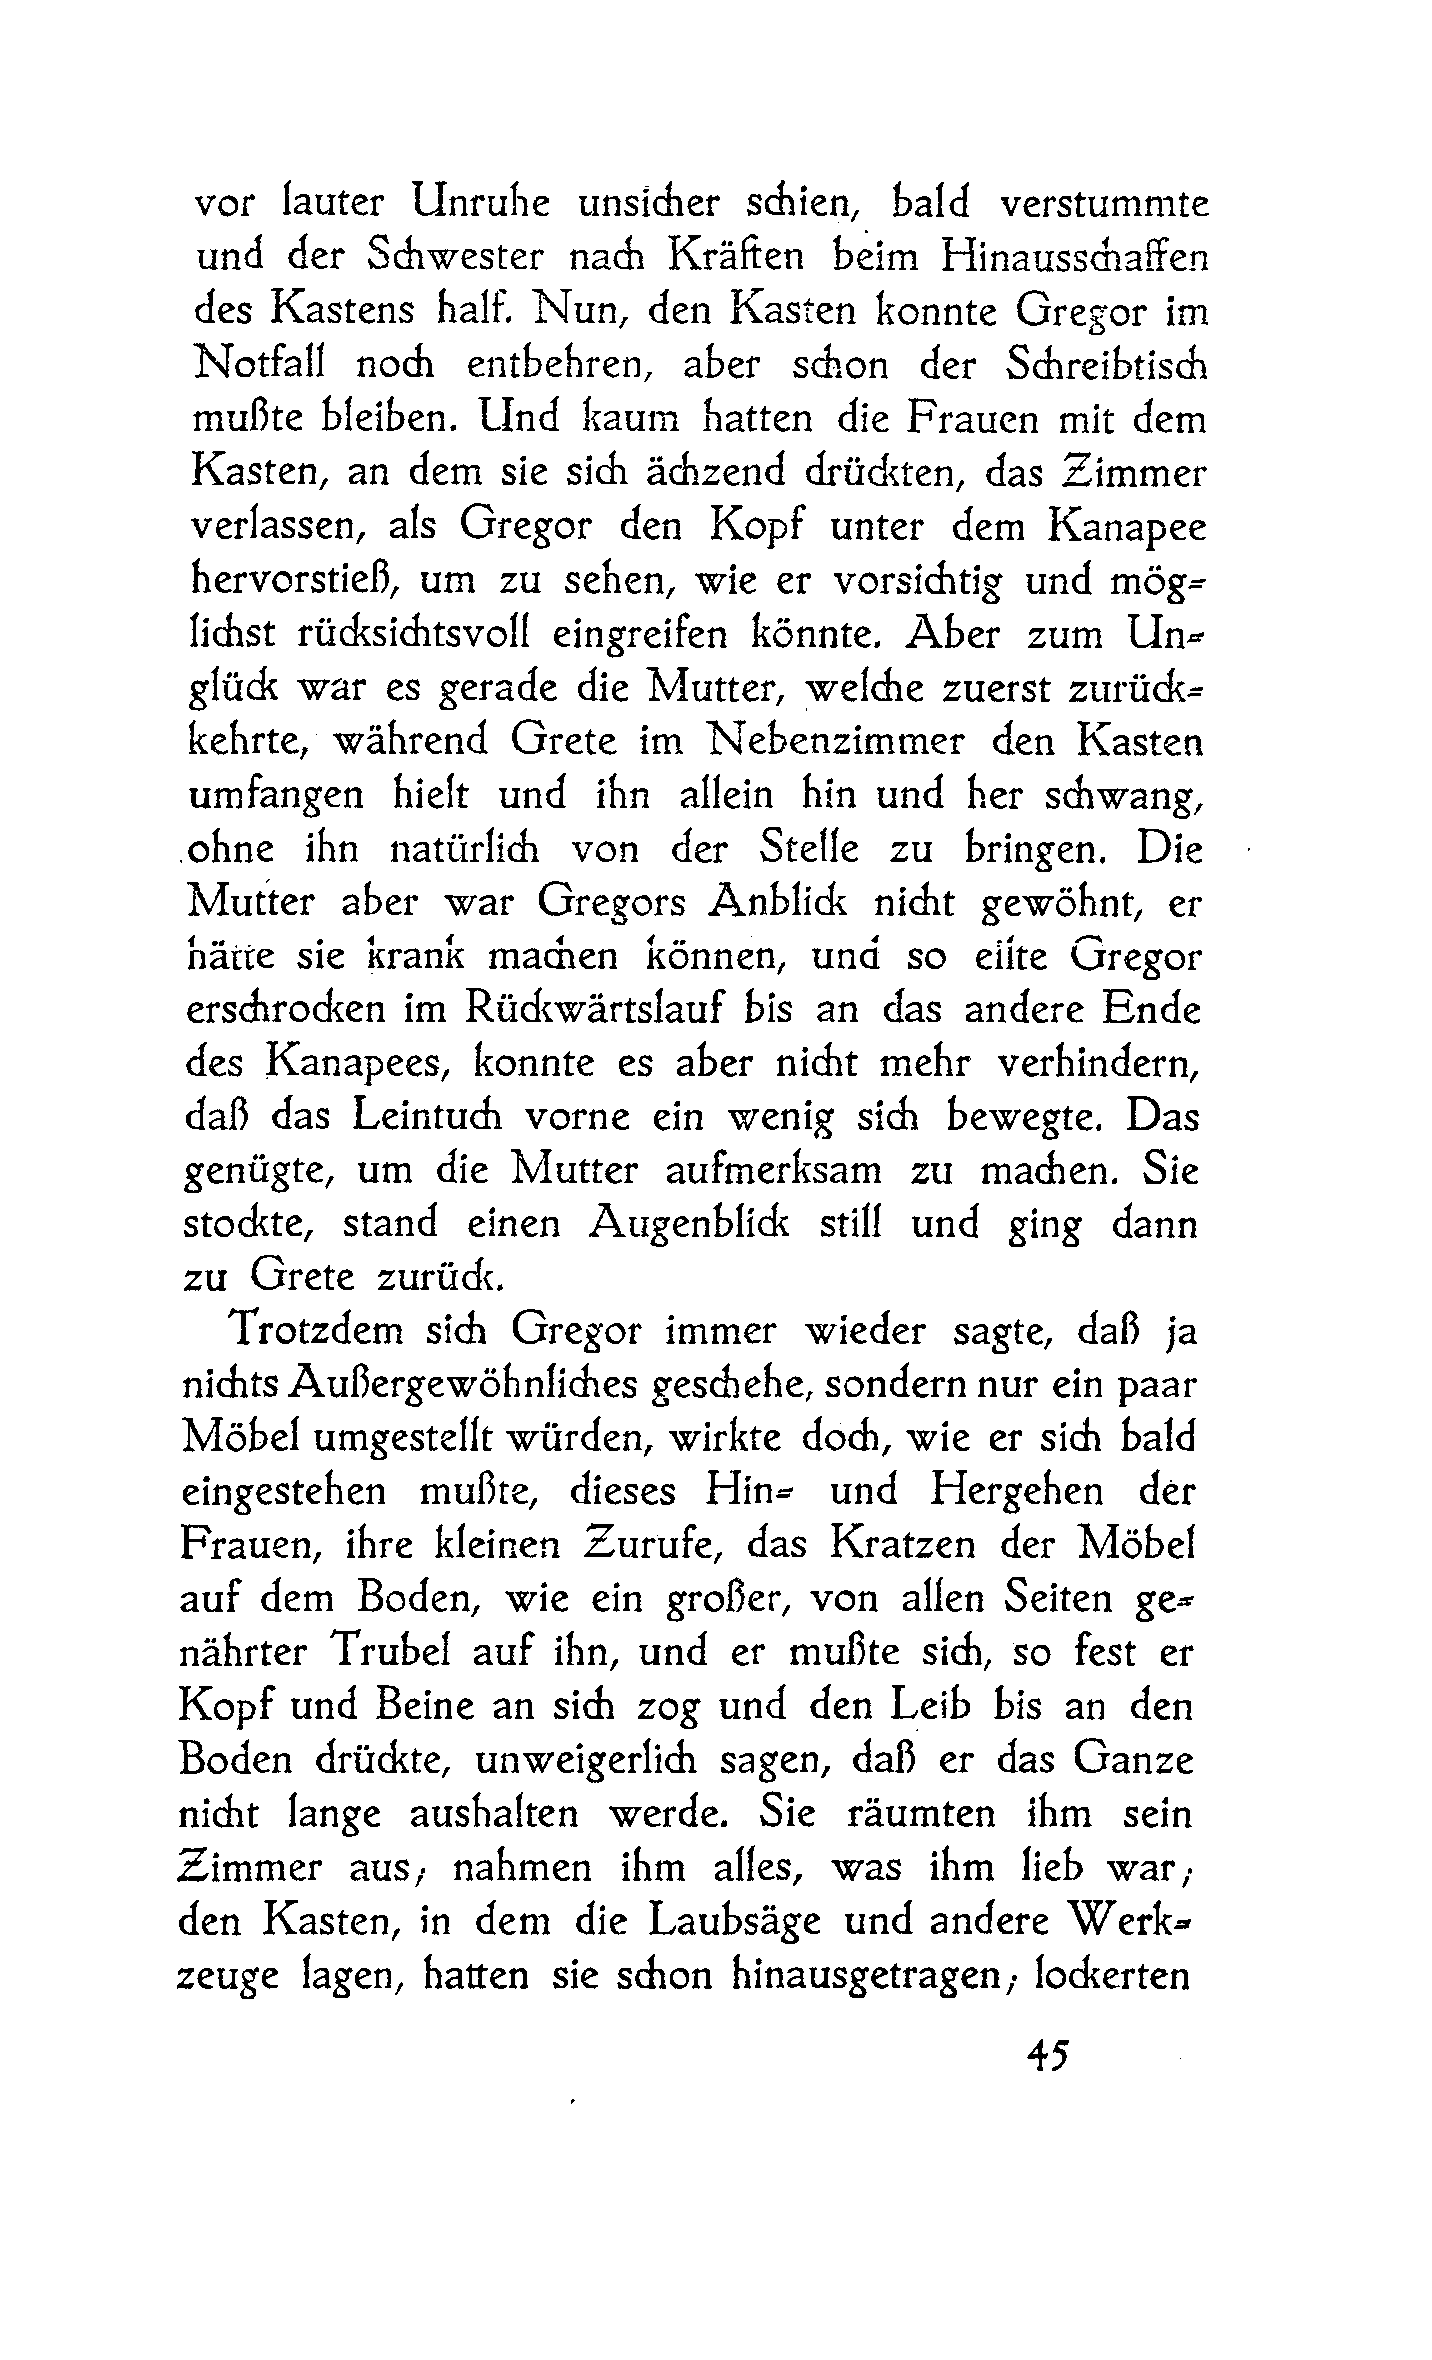 vor lauter Unruhe unsicher schien, bald verstummte
und der Schwester nach Kräften beim Hinausschaffen
des Kastens half. Nun, den Kasten konnte Gregor im
Notfall noch entbehren, aber schon der Schreibtisch
mußte bleiben. Und kaum hatten die Frauen mit dem
Kasten, an dem sie sich ächzend drückten, das Zimmer
verlassen, als Gregor den Kopf unter dem Kanapee
hervorstieß, um zu sehen, wie er vorsichtig und mög-
lichst rücksichtsvoll eingreifen könnte. Aber zum Un-
glück war es gerade die Mutter, welche zuerst zurück-
kehrte, während Grete im Nebenzimmer den Kasten
umfangen hielt und ihn allein hin und her schwang,
ohne ihn natürlich von der Stelle zu bringen. Die
Mutter aber war Gregors Anblick nicht gewöhnt, er
hätte sie krank machen können, und so eilte Gregor
erschrocken im Rückwärtslauf bis an das andere Ende
des Kanapees, konnte es aber nicht mehr verhindern,
daß das Leintuch vorne ein wenig sich bewegte. Das
genügte, um die Mutter aufmerksam zu machen. Sie
stockte, stand einen Augenblick still und ging dann
zu Grete zurück.
Trotzdem sich Gregor immer wieder sagte, daß ja
nichts Außergewöhnliches geschehe, sondern nur ein paar
Möbel umgestellt würden, wirkte doch, wie er sich bald
eingestehen mußte, dieses Hin- und Hergehen der
Frauen, ihre kleinen Zurufe, das Kratzen der Möbel
auf dem Boden, wie ein großer, von allen Seiten ge-
nährter Trubel auf ihn, und er mußte sich, so fest er
Kopf und Beine an sich zog und den Leib bis an den
Boden drückte, unweigerlich sagen, daß er das Ganze
nicht lange aushalten werde. Sie räumten ihm sein
Zimmer aus; nahmen ihm alles, was ihm lieb war;
den Kasten, in dem die Laubsäge und andere Werk-
zeuge lagen, hatten sie schon hinausgetragen; lockerten
45